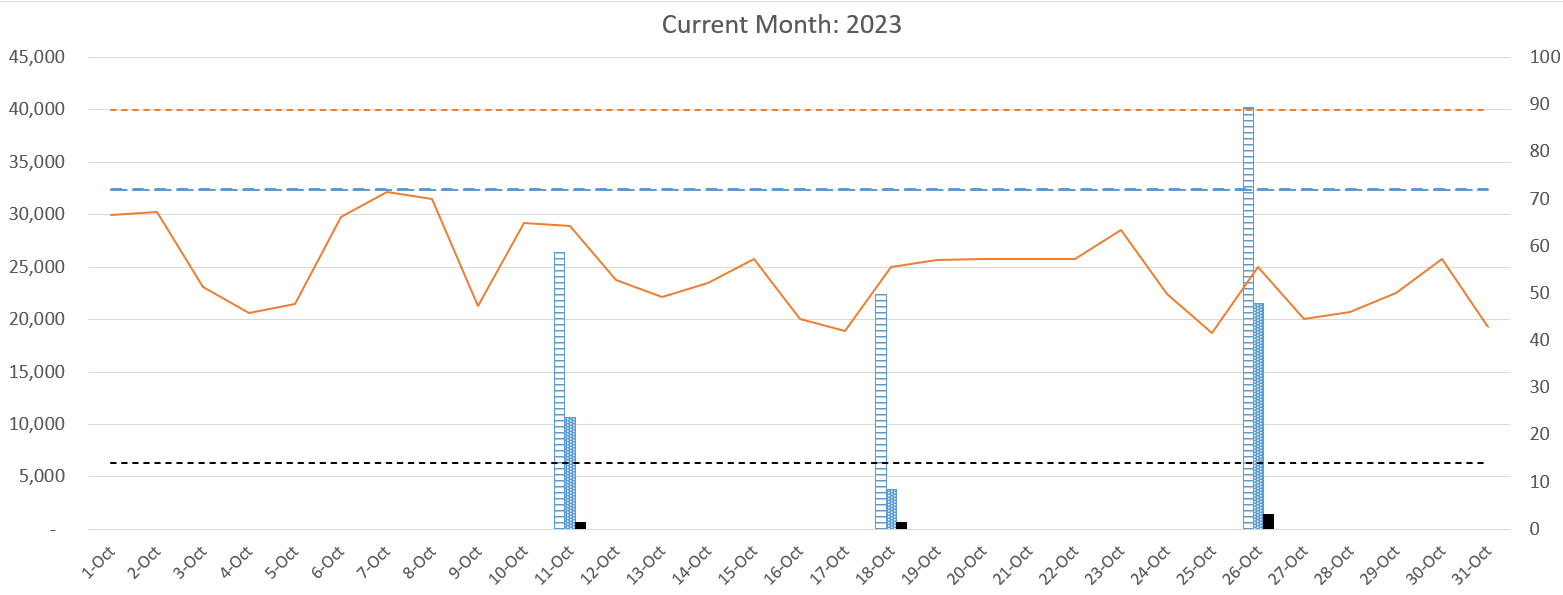 Current Month: 2023
45,000
40,000
35,000
30,000
25,000
20,000
15,000
10,000
5,000
-
100
90
80
70
60
50
40
30
20
10
0
1-Oct
2-Oct
3-Oct
4-Oct
5-Oct
6-Oct
7-Oct
8-Oct
9-Oct
10-Oct
11-Oct
12-Oct
13-Oct
14-Oct
15-Oct
16-Oct
17-Oct
18-Oct
19-Oct
20-Oct
21-Oct
22-Oct
23-Oct
24-Oct
25-Oct
26-Oct
27-Oct
28-Oct
29-Oct
30-Oct
31-Oct